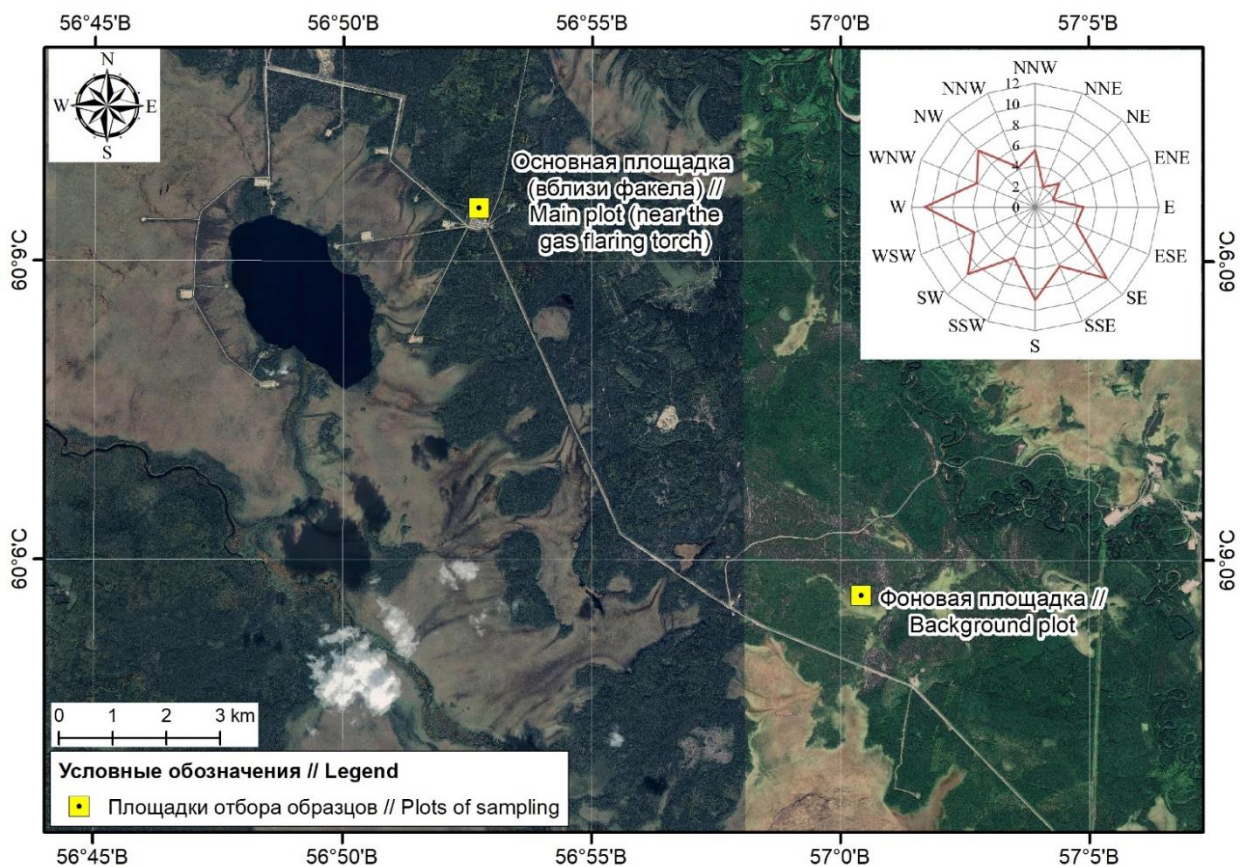 56°45'В 56°50'В 56°55'В 57°0'В 57°5'В
N
W E
S
Основная площадка
(вблизи факела) //
Main plot (near the
gas flaring torch)
NNW
NNW NNE
NW NE
WNW ENE
W E
WSW ESE
SW SE
SSW SSE
S
12
10
8
6
4
2
0
60°9'С 60°9'С
60°6'С 60°6'С
Фоновая площадка //
Background plot
0 1 2 3 km
Условные обозначения // Legend
Площадки отбора образцов // Plots of sampling
56°45'В 56°50'В 56°55'В 57°0'В 57°5'В